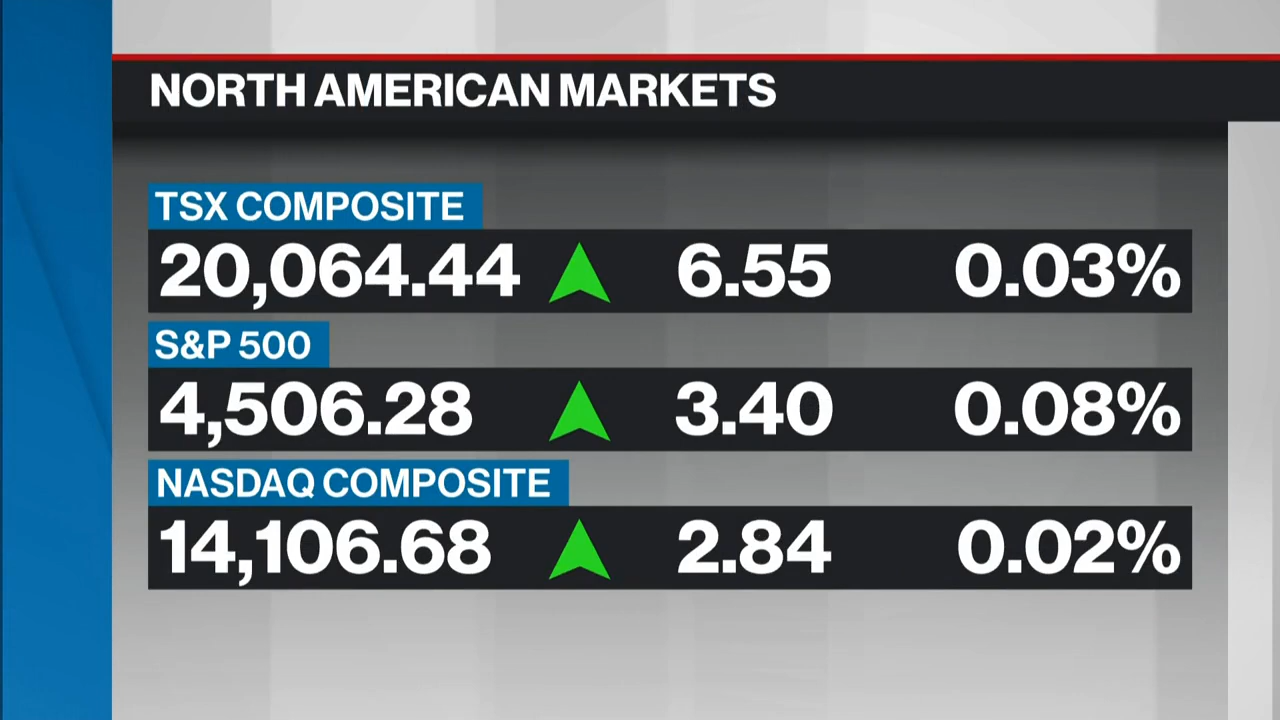 NORTH AMERICAN MARKETS
TSX COMPOSITE
20,064.44 6.55 0.03%
S&P 500
4,506.28 3.40 0.08%
NASDAQ COMPOSITE
14,106.68 2.84 0.02%